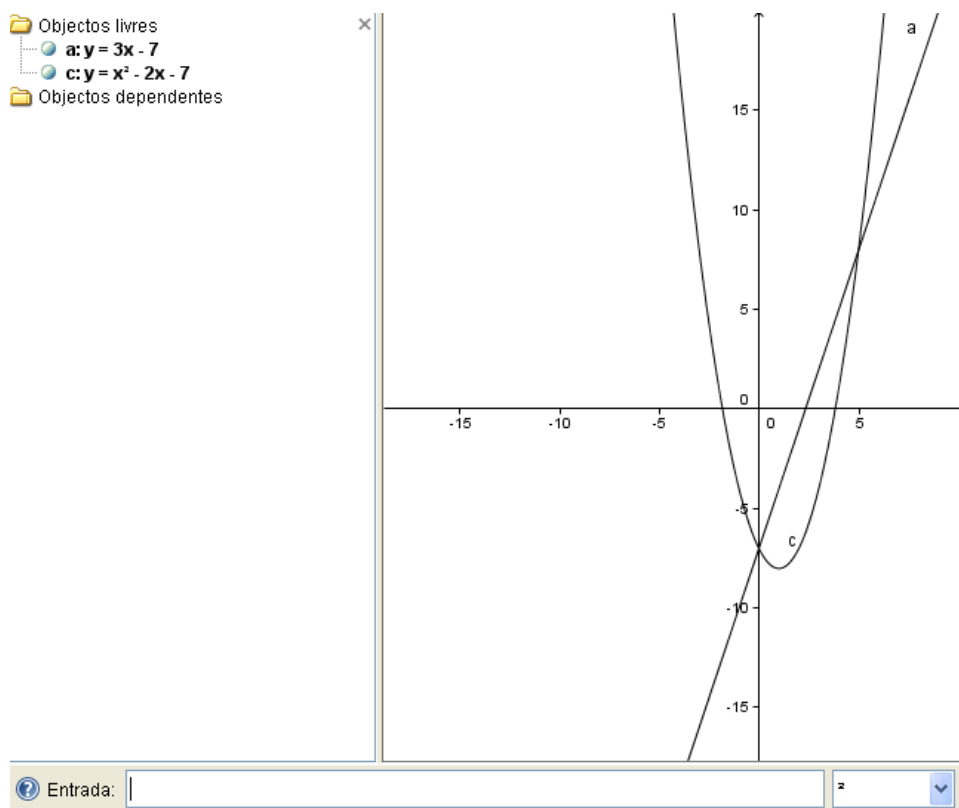 Objectos livres
a: y = 3x - 7
c: y = x² - 2x - 7
Objectos dependentes
a
15
10
5
0
-15
-10
-5
0
5
-5
c
-10
-15
Entrada:
²